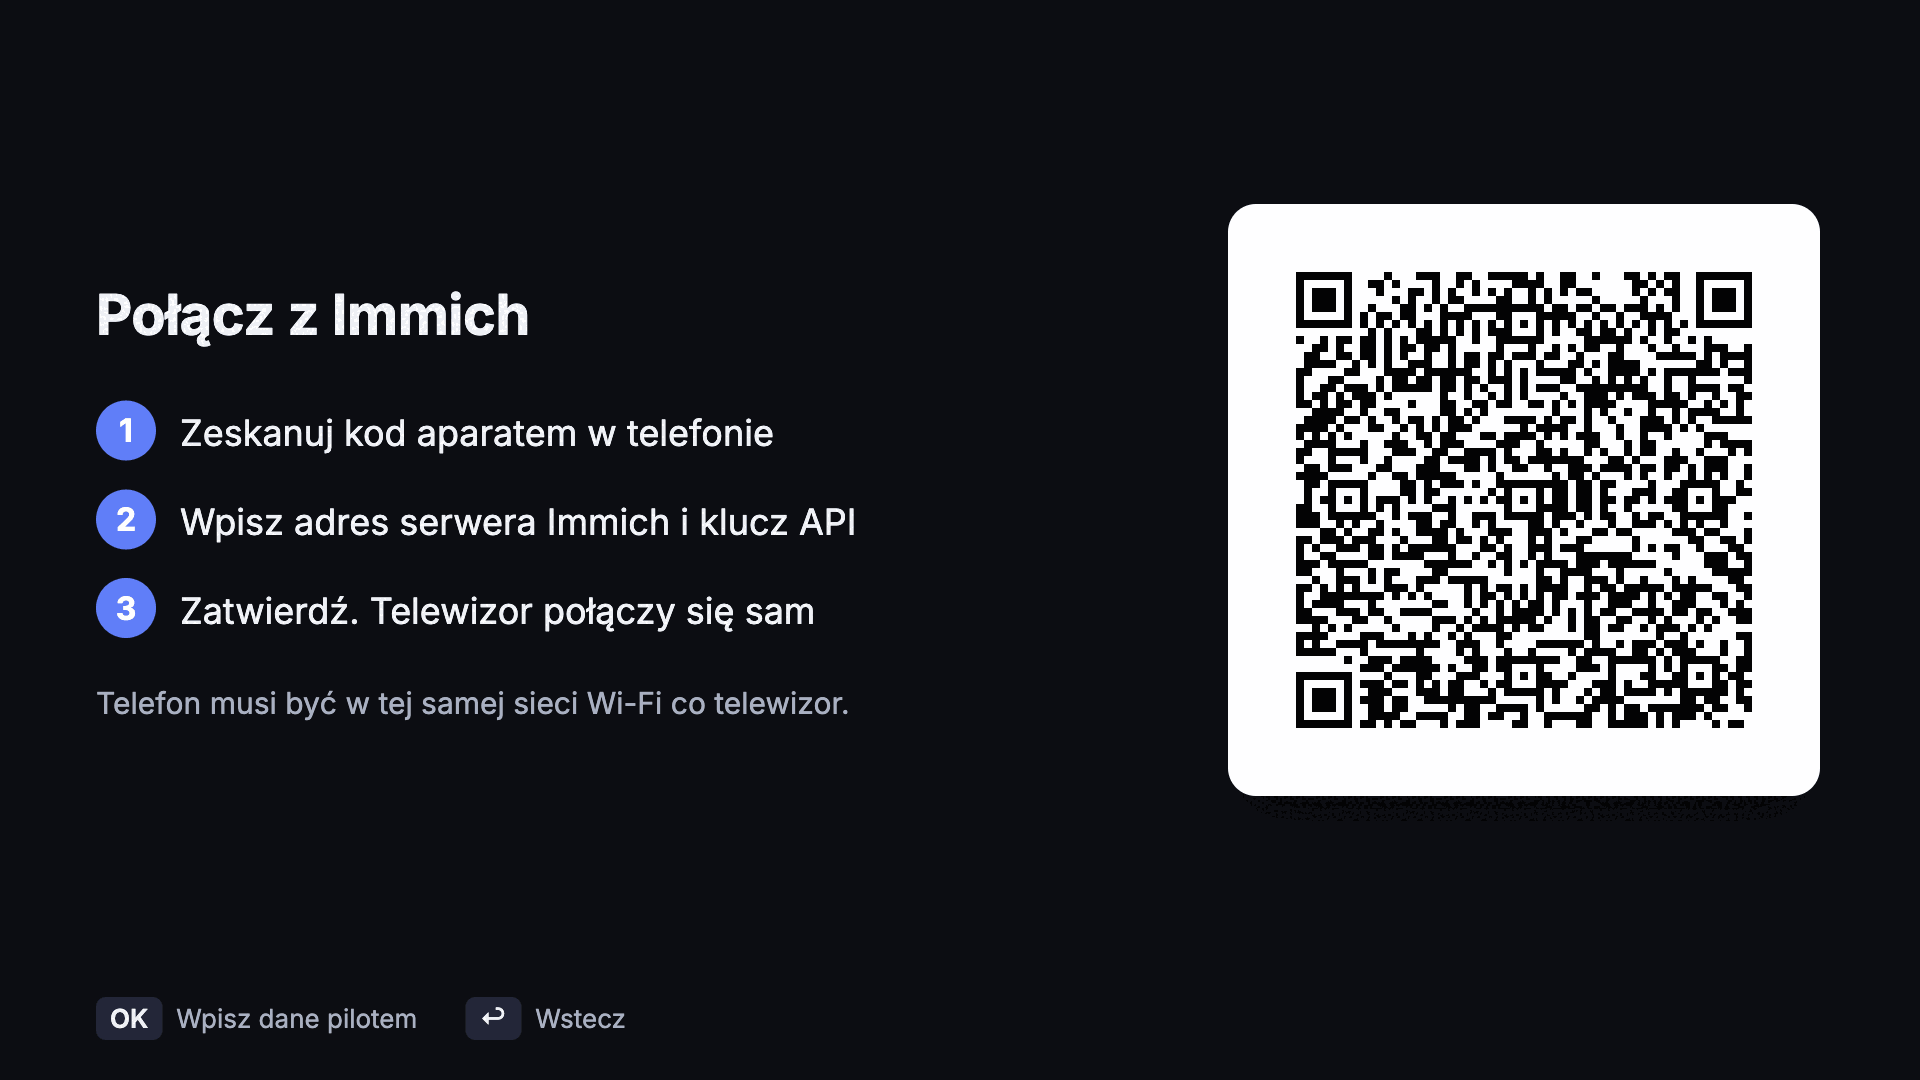 Połącz z Immich
1 Zeskanuj kod aparatem w telefonie
2 Wpisz adres serwera Immich i klucz API
3 Zatwierdź. Telewizor połączy się sam
Telefon musi być w tej samej sieci Wi-Fi co telewizor.
OK Wpisz dane pilotem Wstecz